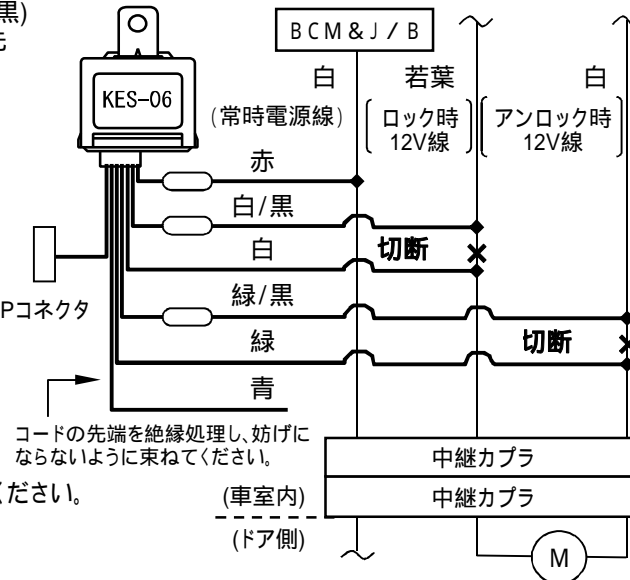 黒)
BCM&J/B
白
若葉
白
KES-06
(常時電源線)
ロック時
12V線
アンロック時
12V線
赤
白/黒
白
切断
緑/黒
Pコネクタ
緑
切断
青
コードの先端を絶縁処理し、妨げに
ならないように束ねてください。
ください。
中継カプラ
(車室内)
中継カプラ
(ドア側)
M